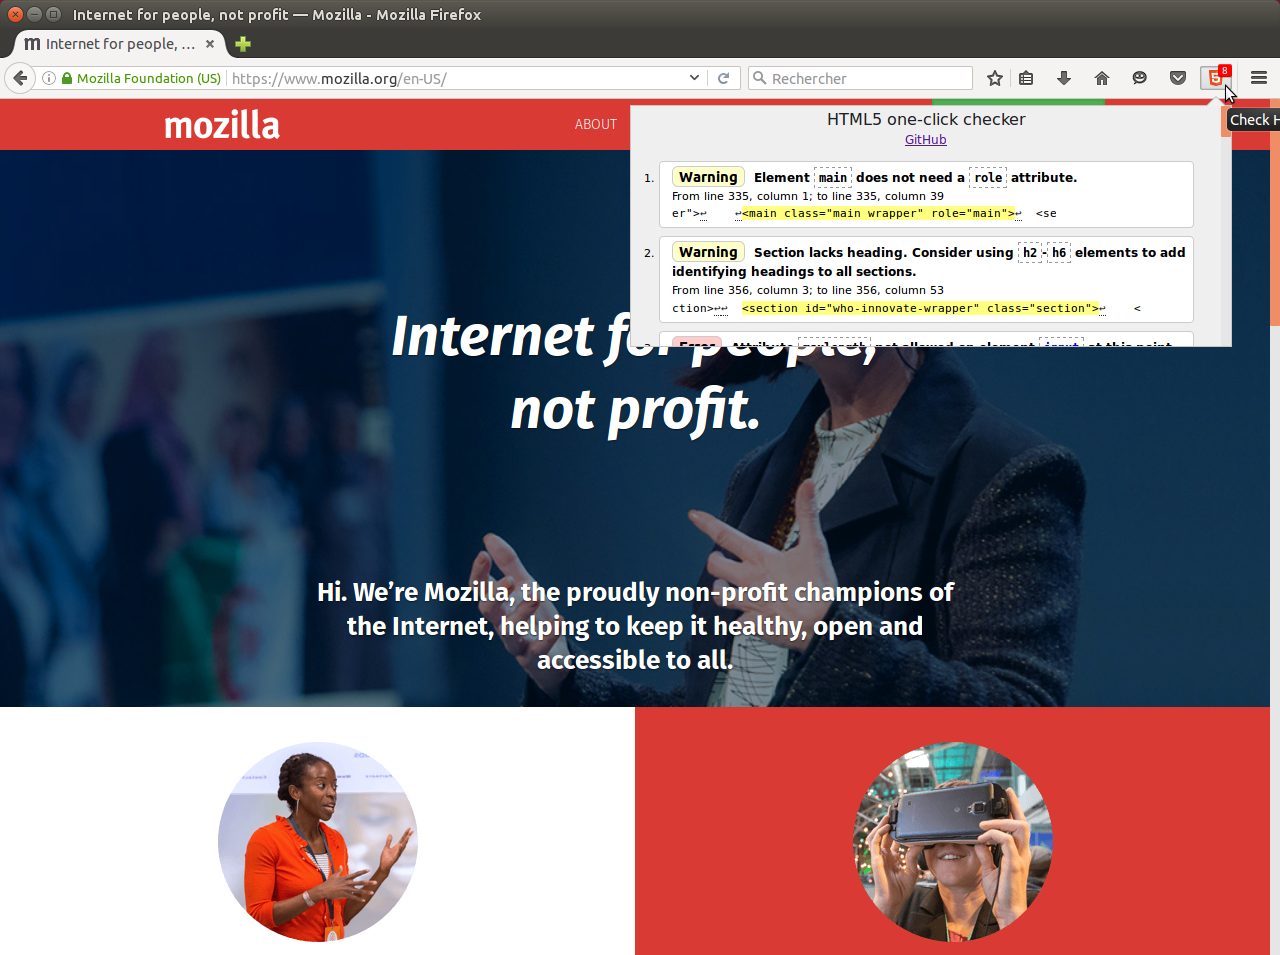 Internet for people, not profit — Mozilla - Mozilla Firefox
Internet for people, ...
Mozilla Foundation (US)
https://www.mozilla.org/en-US/
Rechercher
8
mozilla
ABOUT
HTML5 one-click checker
GitHub
Check H
1. Warning Element main does not need a role attribute.
From line 335, column 1; to line 335, column 39
er">↩ ↩<main class="main wrapper" role="main">↩ <se
2. Warning Section lacks heading. Consider using h2-h6 elements to add
identifying headings to all sections.
From line 356, column 3; to line 356, column 53
ction>↩↩ <section id="who-innovate-wrapper" class="section">↩ <
Internet for people,
not profit.
Hi. We’re Mozilla, the proudly non-profit champions of
the Internet, helping to keep it healthy, open and
accessible to all.